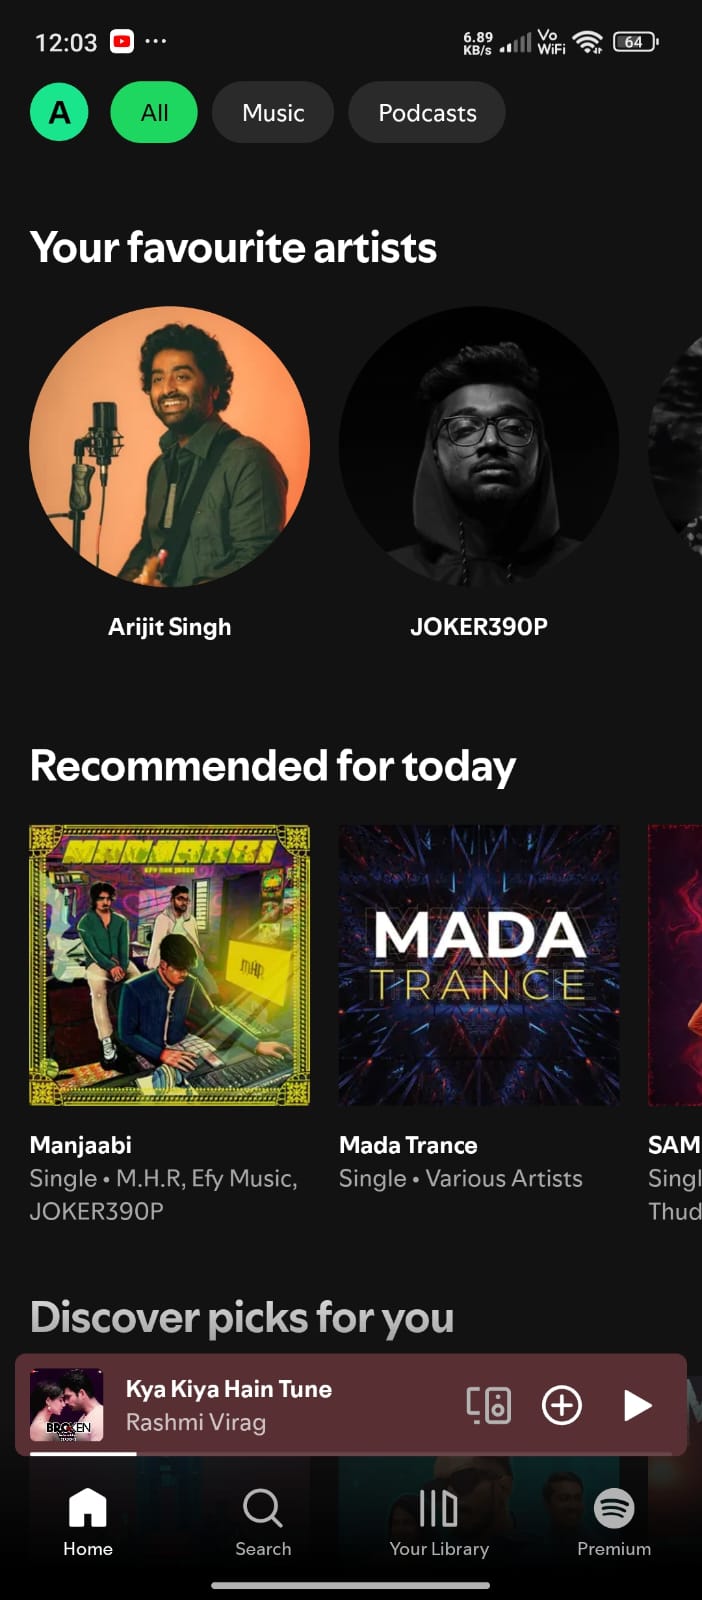 12:03
6.89 KB/s
Vo WiFi
64
A
All
Music
Podcasts
Your favourite artists
Arijit Singh
JOKER390P
Recommended for today
MANJAABI
M.H.R
MADA
TRANCE
Manjaabi
Mada Trance
SAM
Single • M.H.R, Efy Music,
JOKER390P
Single • Various Artists
Singl
Thud
Discover picks for you
BROKEN
Kya Kiya Hain Tune
Rashmi Virag
Home
Search
Your Library
Premium